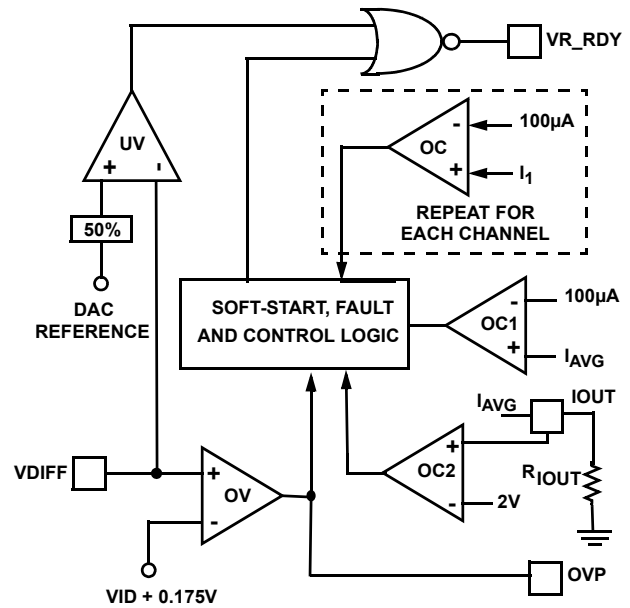 VR_RDY
UV
+ -
50%
DAC
REFERENCE
- 100µA
OC
+ I1
REPEAT FOR
EACH CHANNEL
SOFT-START, FAULT
AND CONTROL LOGIC
- 100µA
OC1
+ IAVG
IAVG IOUT
+
OC2
- 2V
RIOUT
VDIFF
+
OV
-
VID + 0.175V
OVP